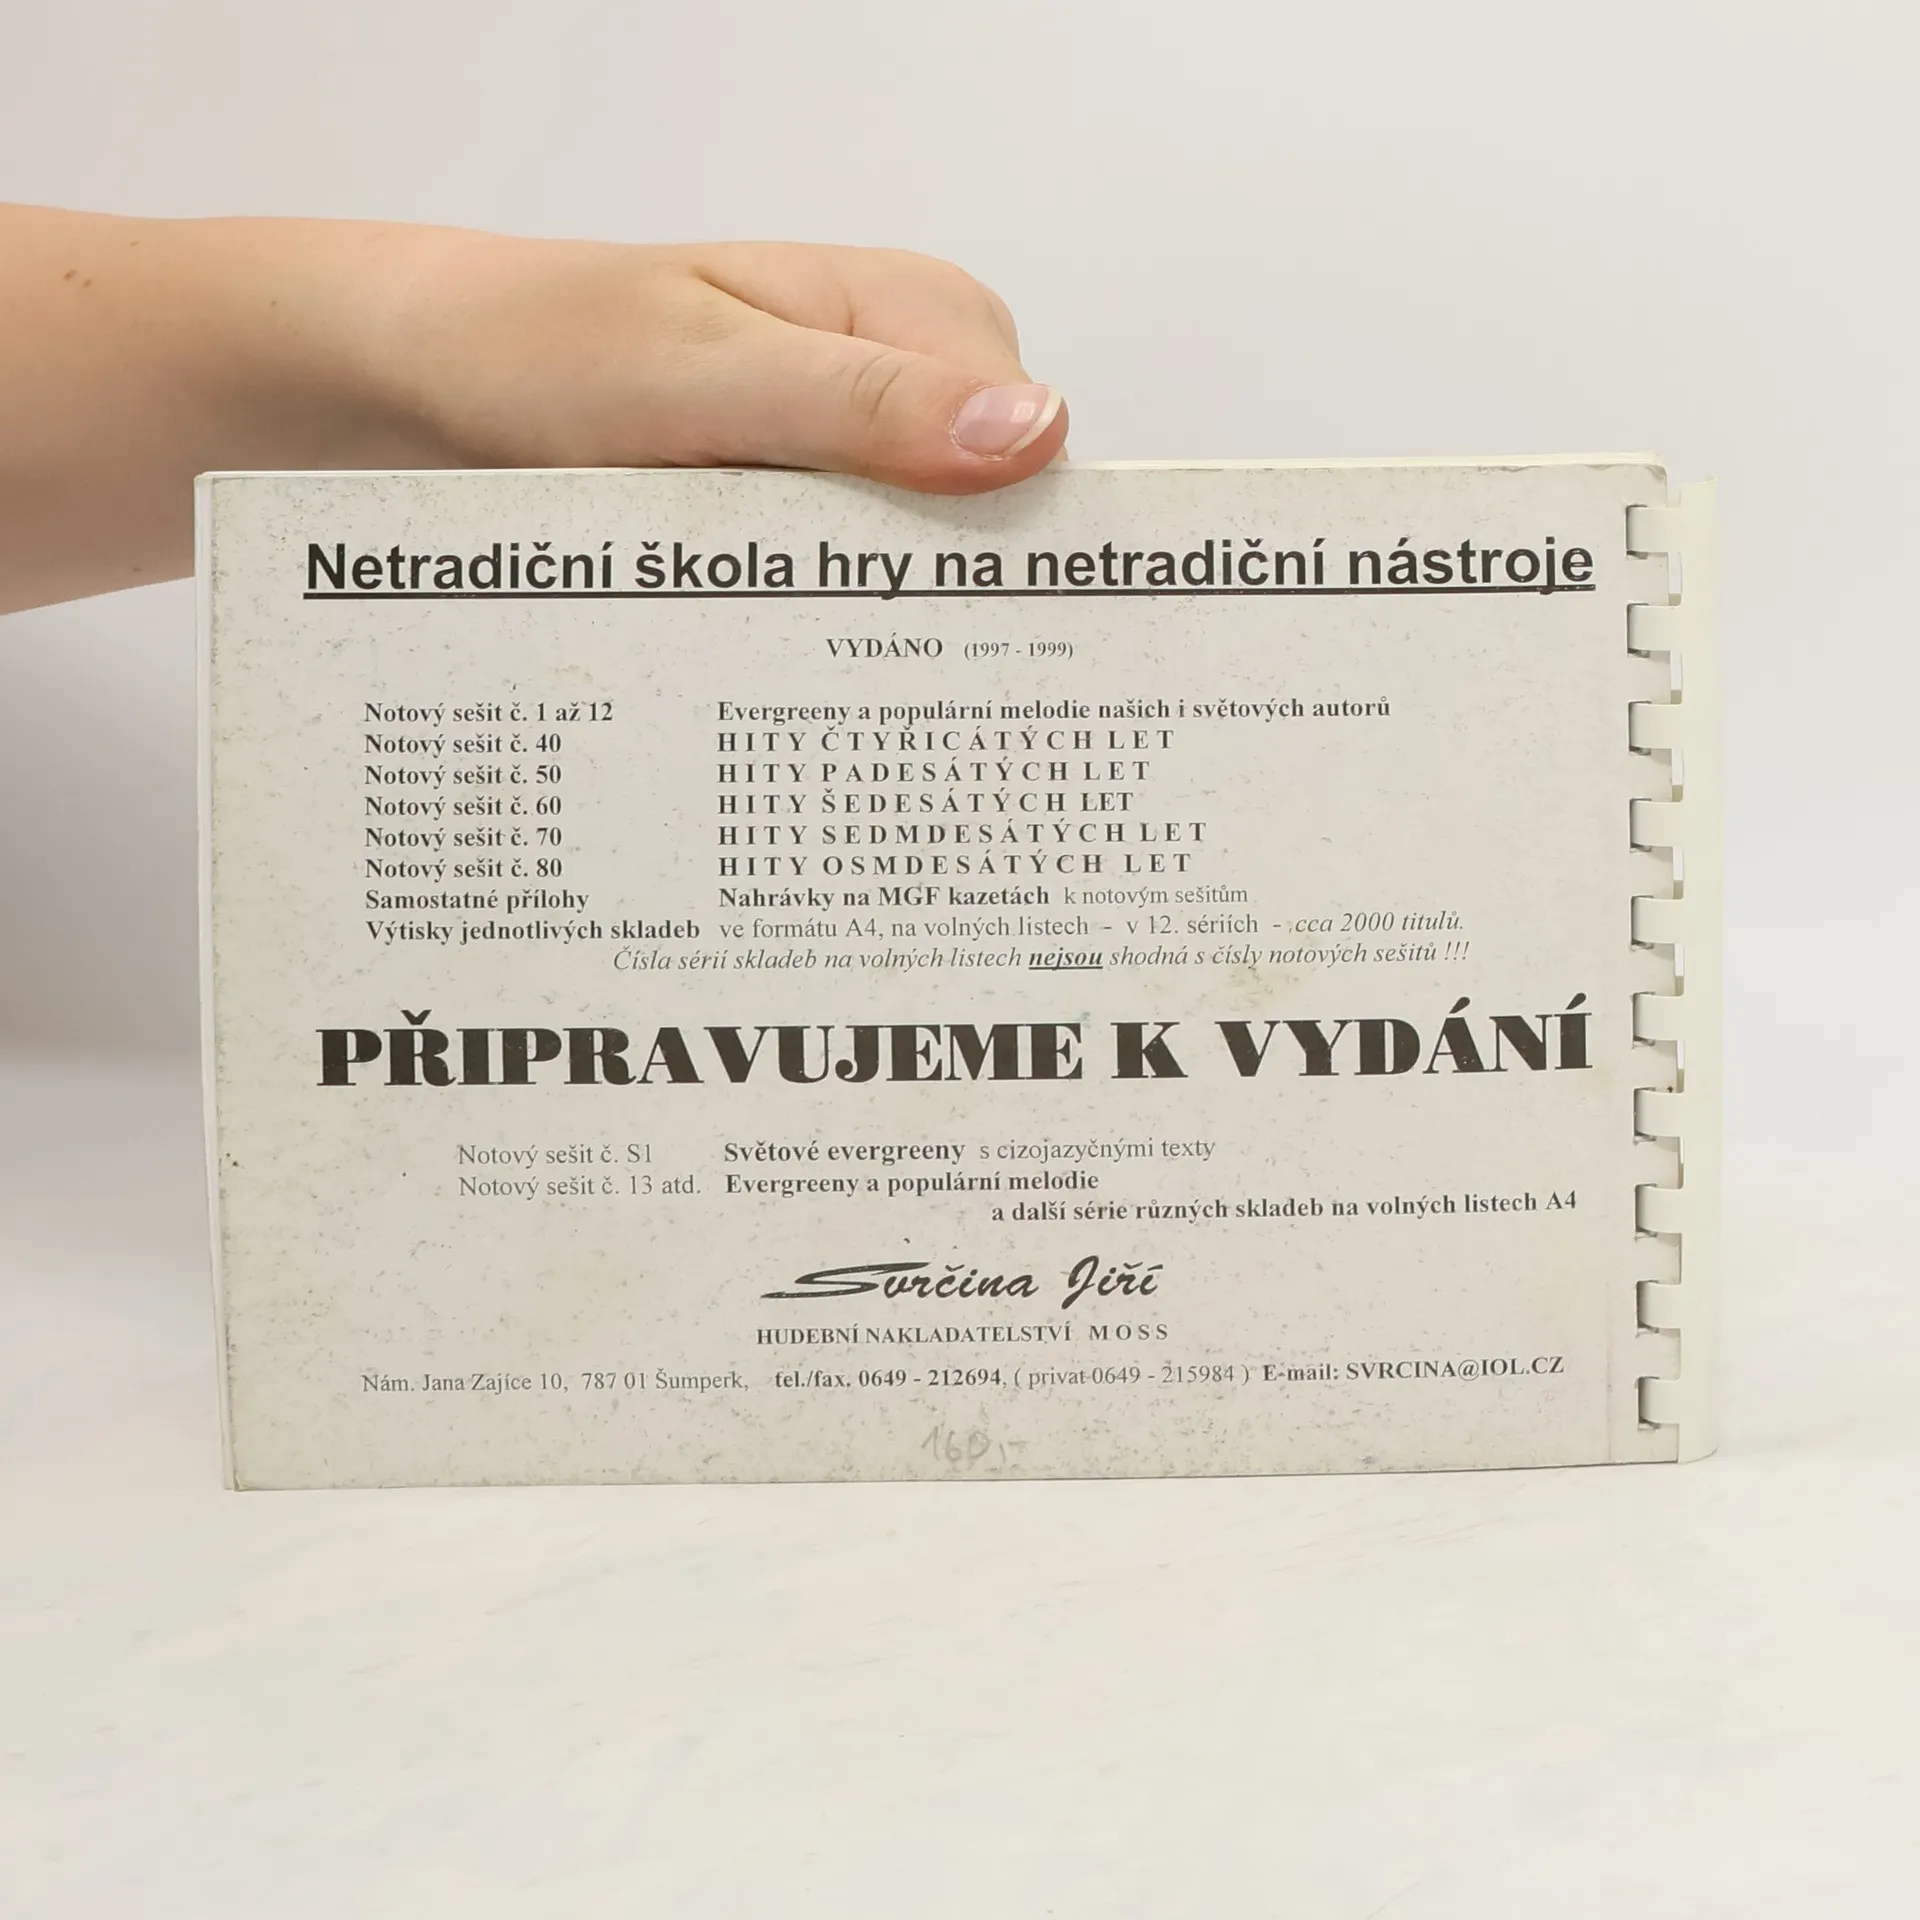 Netradiční škola hry na netradiční nástroje
VYDÁNO (1997 - 1999)
Notový sešit č. 1 až 12 Evergreeny a populární melodie našich i světových autorů
Notový sešit č. 40 HITY ČTYŘICÁTÝCH LET
Notový sešit č. 50 HITY PADESÁTÝCH LET
Notový sešit č. 60 HITY ŠEDESÁTÝCH LET
Notový sešit č. 70 HITY SEDMDESÁTÝCH LET
Notový sešit č. 80 HITY OSMDESÁTÝCH LET
Samostatné přílohy Nahrávky na MGF kazetách k notovým sešitům
Výtisky jednotlivých skladeb ve formátu A4, na volných listech - v 12. sériích - cca 2000 titulů.
Čísla sérií skladeb na volných listech nejsou shodná s čísly notových sešitů !!!
PŘIPRAVUJEME K VYDÁNÍ
Notový sešit č. S1 Světové evergreeny s cizojazyčnými texty
Notový sešit č. 13 atd. Evergreeny a populární melodie
a další série různých skladeb na volných listech A4
Svrčina Jiří
HUDEBNÍ NAKLADATELSTVÍ MOSS
Nám. Jana Zajíce 10, 787 01 Šumperk, tel./fax. 0649 - 212694, ( privat 0649 - 215984 ) E-mail: SVRCINA@IOL.CZ
160,-